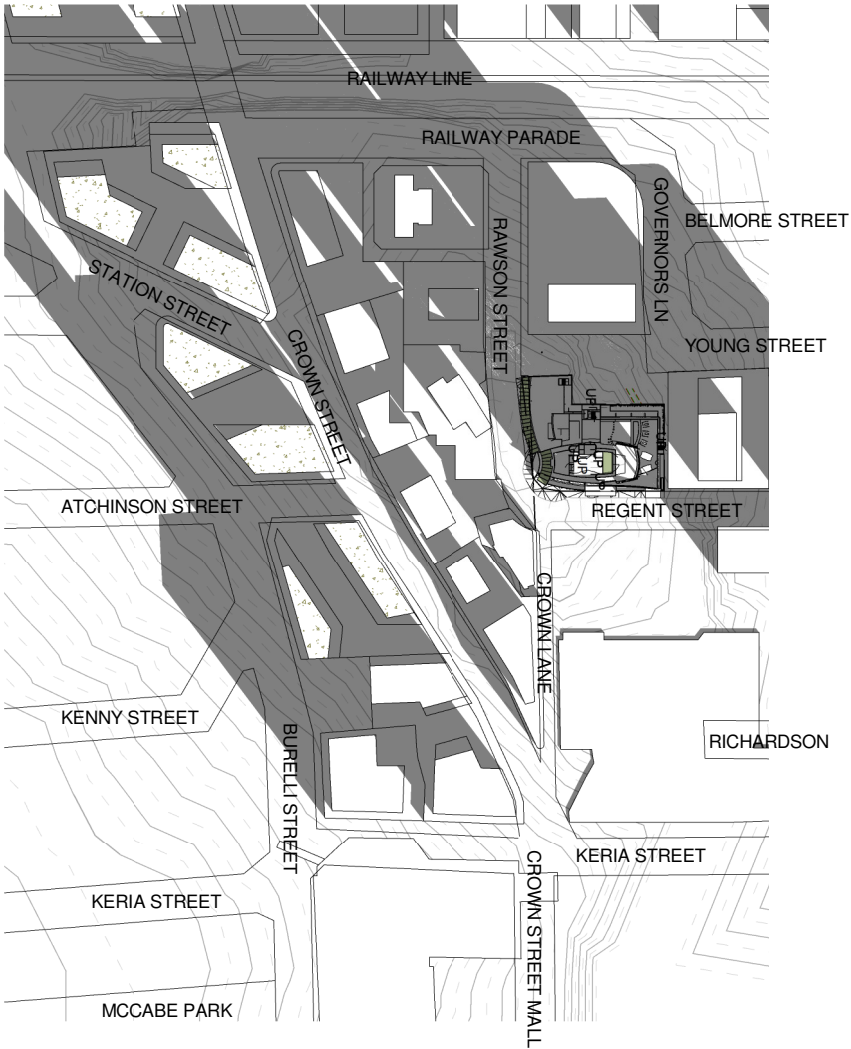 RAILWAY LINE
RAILWAY PARADE
GOVERNORS LN
BELMORE STREET
RAWSON STREET
STATION STREET
CROWN STREET
YOUNG STREET
UP
ATCHINSON STREET
REGENT STREET
CROWN LANE
KENNY STREET
BURELLI STREET
RICHARDSON
KERIA STREET
CROWN STREET MALL
KERIA STREET
MCCABE PARK